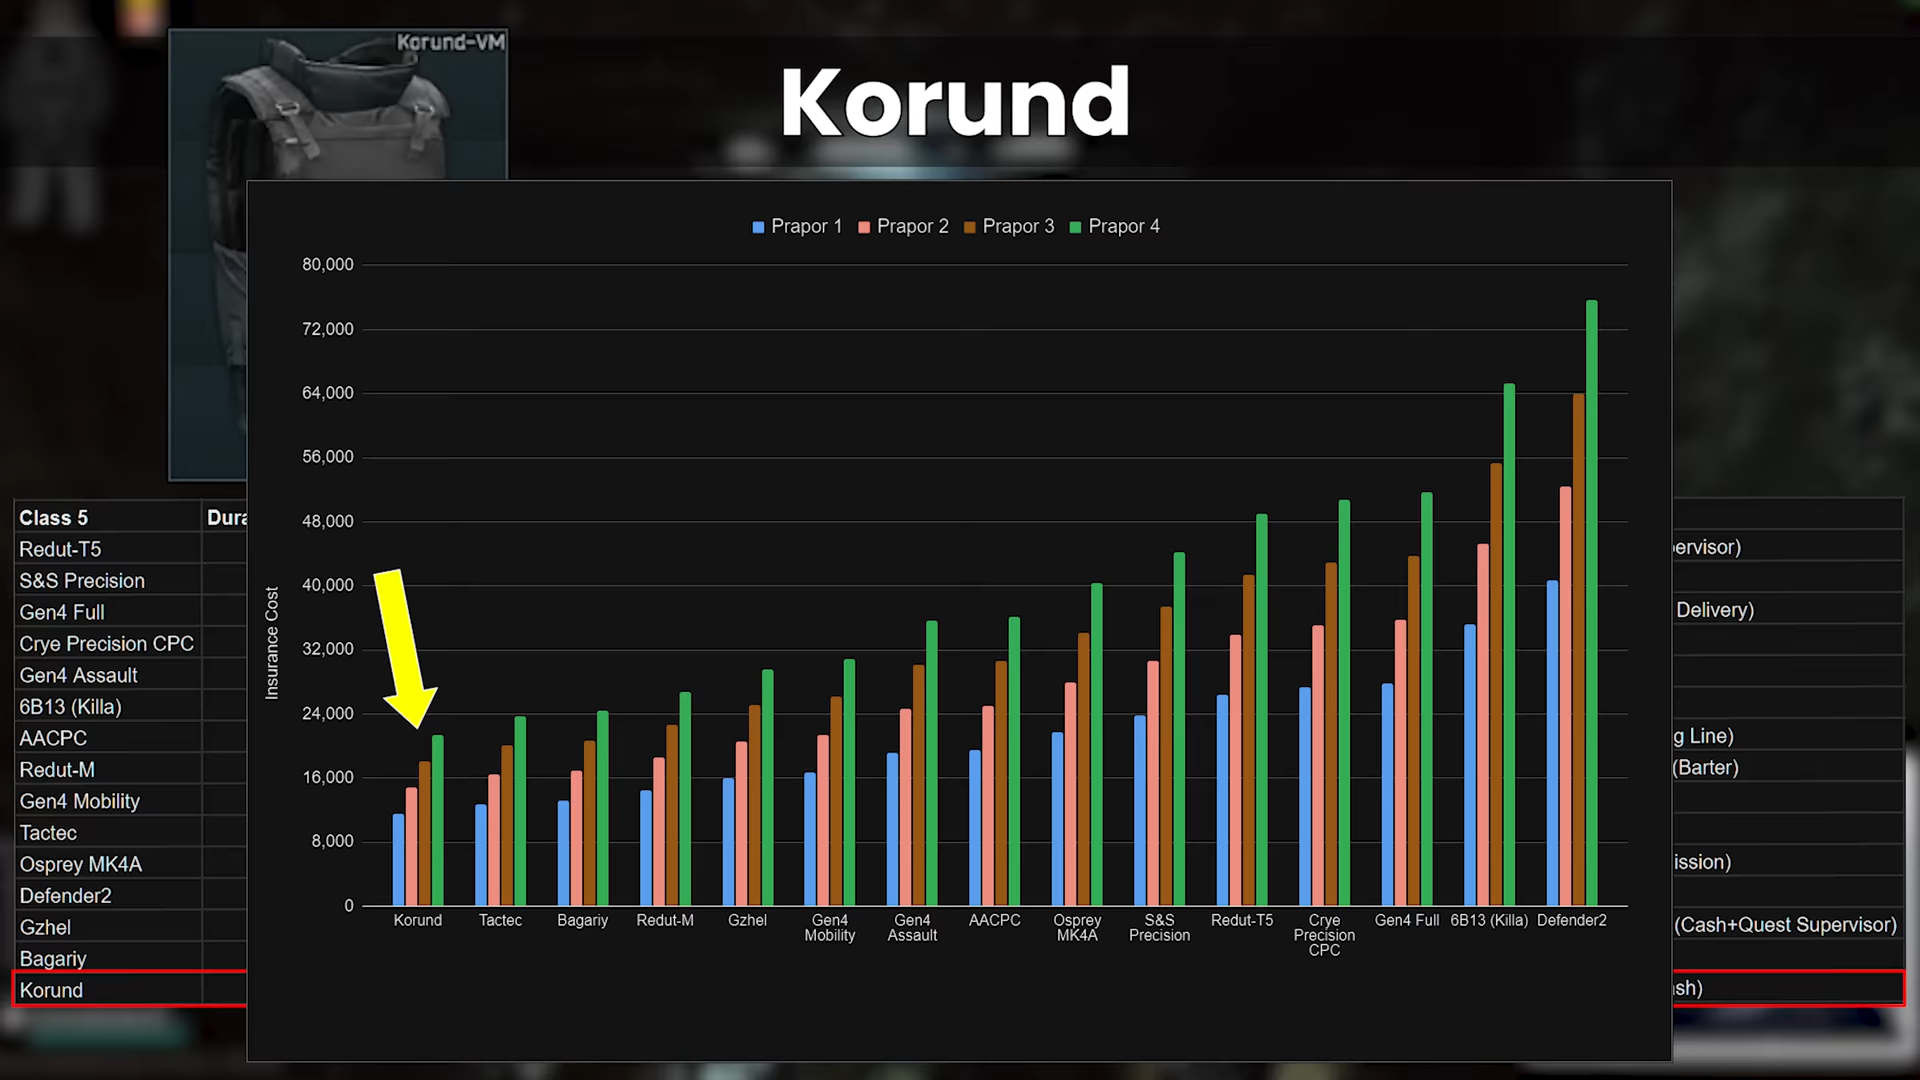 Korund-VM
Korund
Prapor 1 Prapor 2 Prapor 3 Prapor 4
80,000
72,000
64,000
56,000
48,000
40,000
32,000
24,000
16,000
8,000
0
Insurance Cost
Korund
Tactec
Bagariy
Redut-M
Gzhel
Gen4
Mobility
Gen4
Assault
AACPC
Osprey
MK4A
S&S
Precision
Redut-T5
Crye
Precision
CPC
Gen4 Full
6B13 (Killa)
Defender2
Class 5 Dura
Redut-T5
S&S Precision
Gen4 Full
Crye Precision CPC
Gen4 Assault
6B13 (Killa)
AACPC
Redut-M
Gen4 Mobility
Tactec
Osprey MK4A
Defender2
Gzhel
Bagariy
Korund
pervisor)
Delivery)
g Line)
(Barter)
ission)
(Cash+Quest Supervisor)
sh)